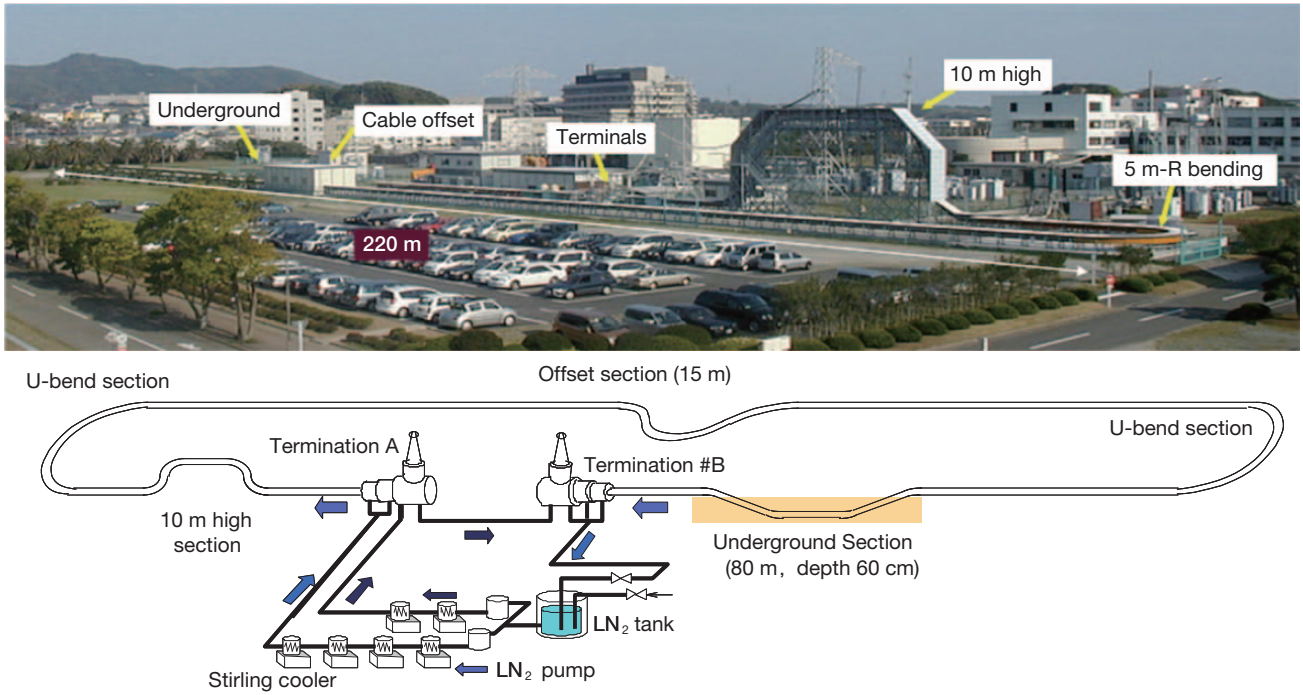 10 m high
Underground
Cable offset
Terminals
5 m-R bending
220 m
U-bend section
Offset section (15 m)
U-bend section
Termination A
Termination #B
10 m high
section
Underground Section
(80 m, depth 60 cm)
LN₂ tank
LN₂ pump
Stirling cooler